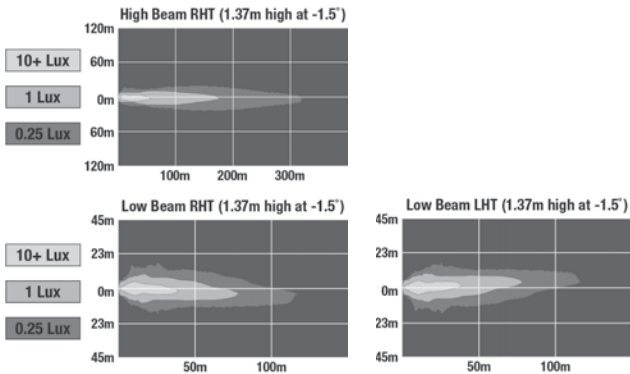 High Beam RHT (1.37m high at -1.5˚)
120m
60m
0m
60m
120m
100m 200m 300m
10+ Lux
1 Lux
0.25 Lux
Low Beam RHT (1.37m high at -1.5˚)
45m
23m
0m
23m
45m
50m 100m
10+ Lux
1 Lux
0.25 Lux
Low Beam LHT (1.37m high at -1.5˚)
45m
23m
0m
23m
45m
50m 100m